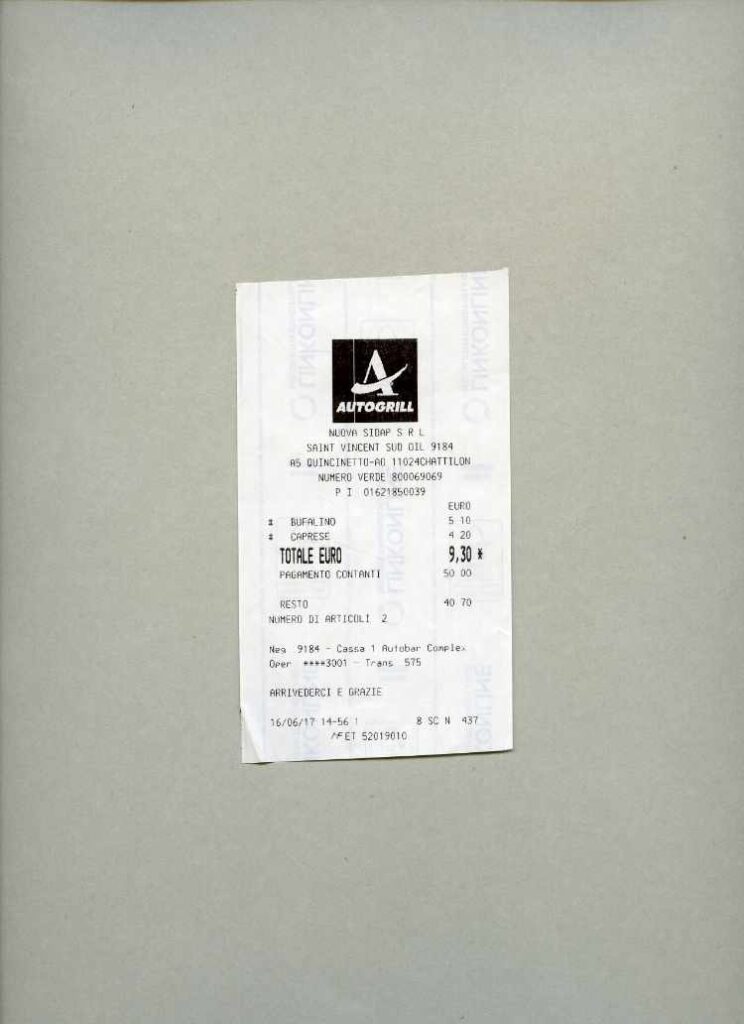 AUTOGRILL
NUOVA SIDAP S R L
SAINT VINCENT SUD OIL 9184
A5 QUINCINETTO-AO 11024CHATTILON
NUMERO VERDE 800069069
P I 01621850039
EURO
# BUFALINO 5 10
# CAPRESE 4 20
TOTALE EURO 9,30 *
PAGAMENTO CONTANTI 50 00
RESTO 40 70
NUMERO DI ARTICOLI 2
Neg 9184 - Cassa 1 Autobar Complex
Oper ****3001 - Trans 575
ARRIVEDERCI E GRAZIE
16/06/17 14-56 8 SC N 437
ET 52019010
LINKONLIN
LINKONLIN
LINKONLIN